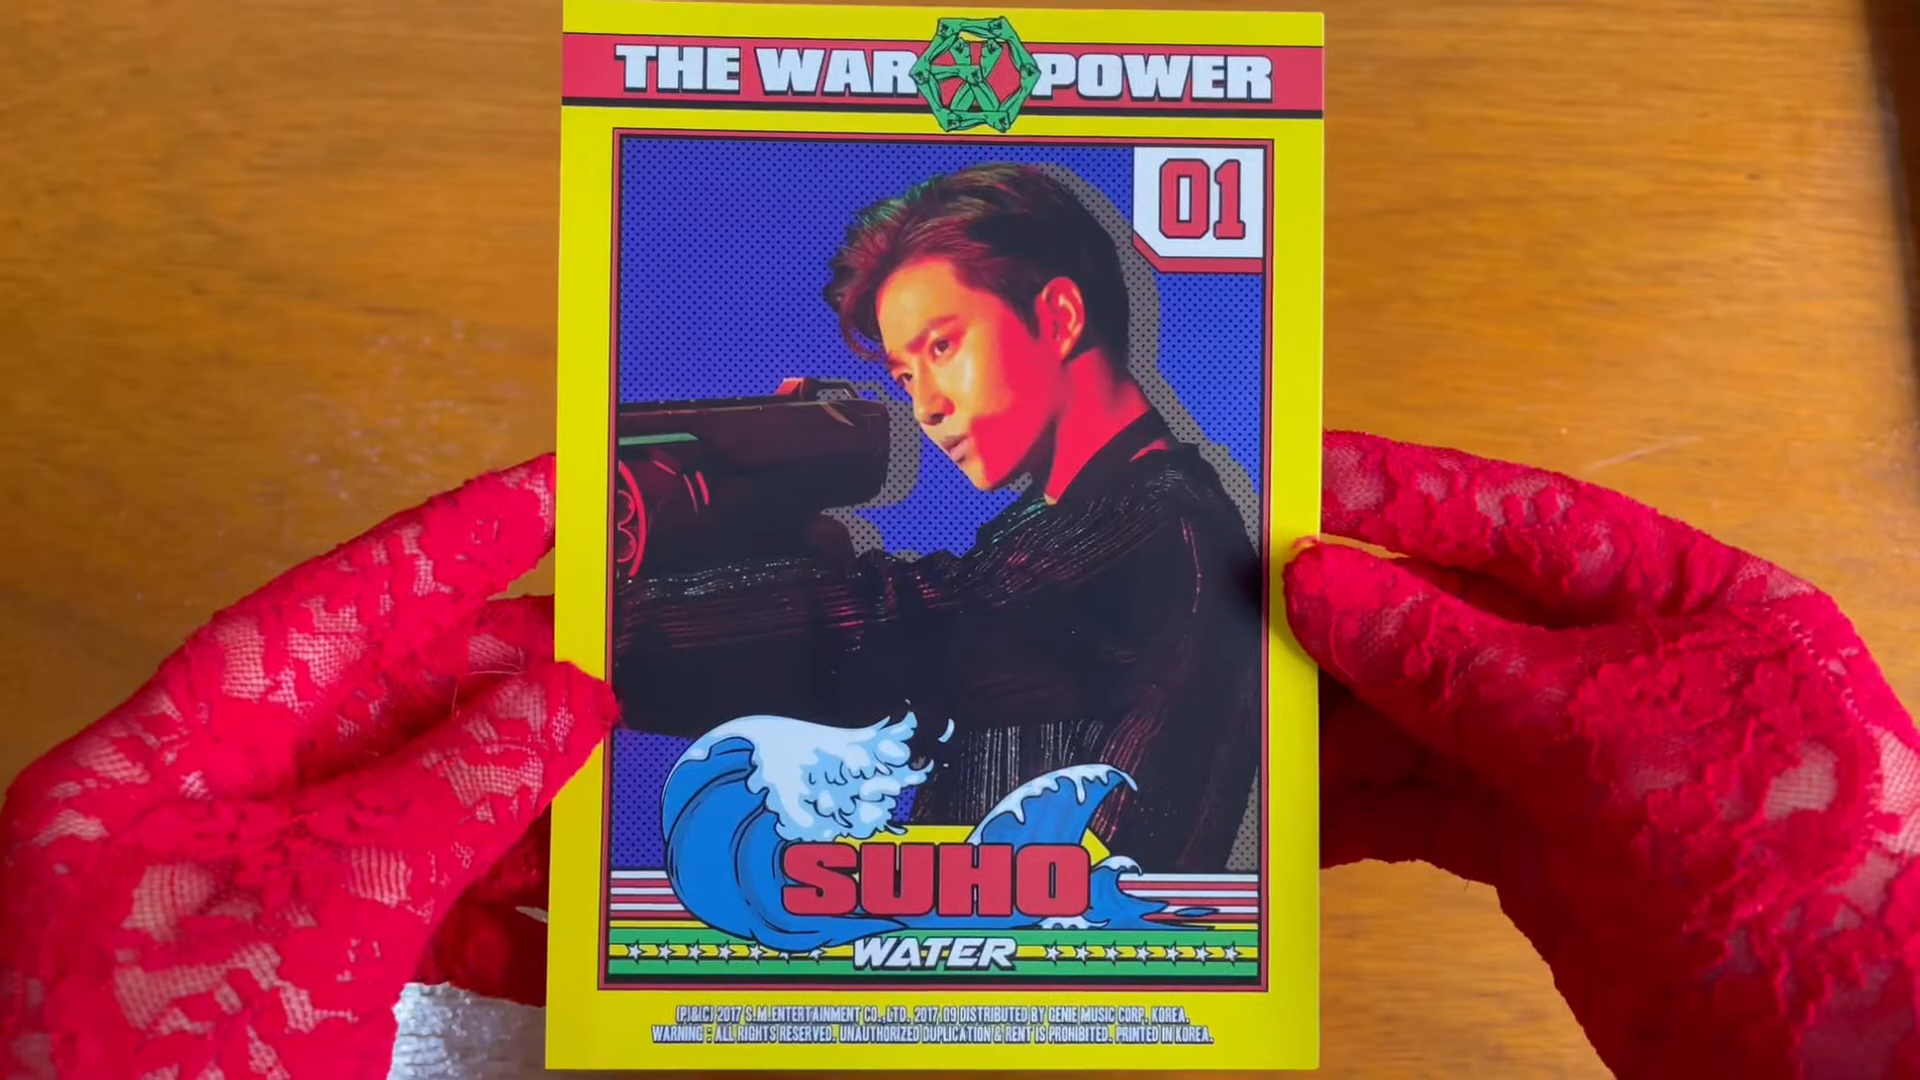 THE WAR POWER
01
SUHO
WATER
(P)&(C) 2017 S.M.ENTERTAINMENT CO., LTD. 2017. 09 DISTRIBUTED BY GENIE MUSIC CORP., KOREA.
WARNING : ALL RIGHTS RESERVED. UNAUTHORIZED DUPLICATION & RENT IS PROHIBITED. PRINTED IN KOREA.